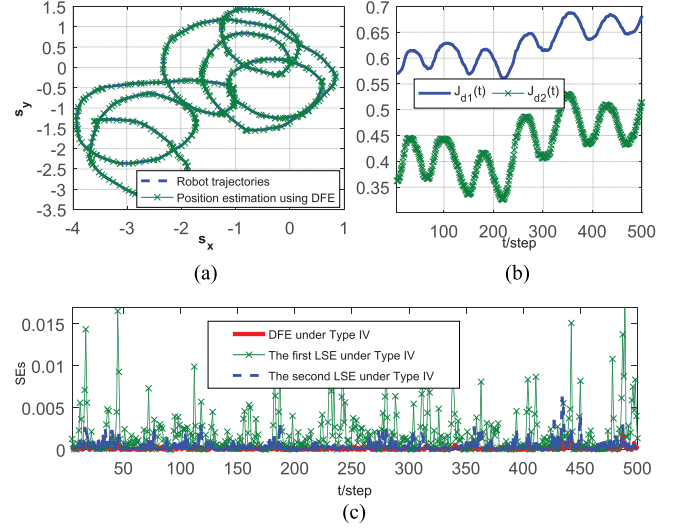 1.5
1
0.5
0
-0.5
-1
-1.5
-2
-2.5
-3
-3.5
s_y
-4 -3 -2 -1 0 1
s_x
Robot trajectories
Position estimation using DFE
(a)
0.7
0.65
0.6
0.55
0.5
0.45
0.4
0.35
J_d1(t) J_d2(t)
100 200 300 400 500
t/step
(b)
0.015
0.01
0.005
0
SEs
DFE under Type IV
The first LSE under Type IV
The second LSE under Type IV
50 100 150 200 250 300 350 400 450 500
t/step
(c)